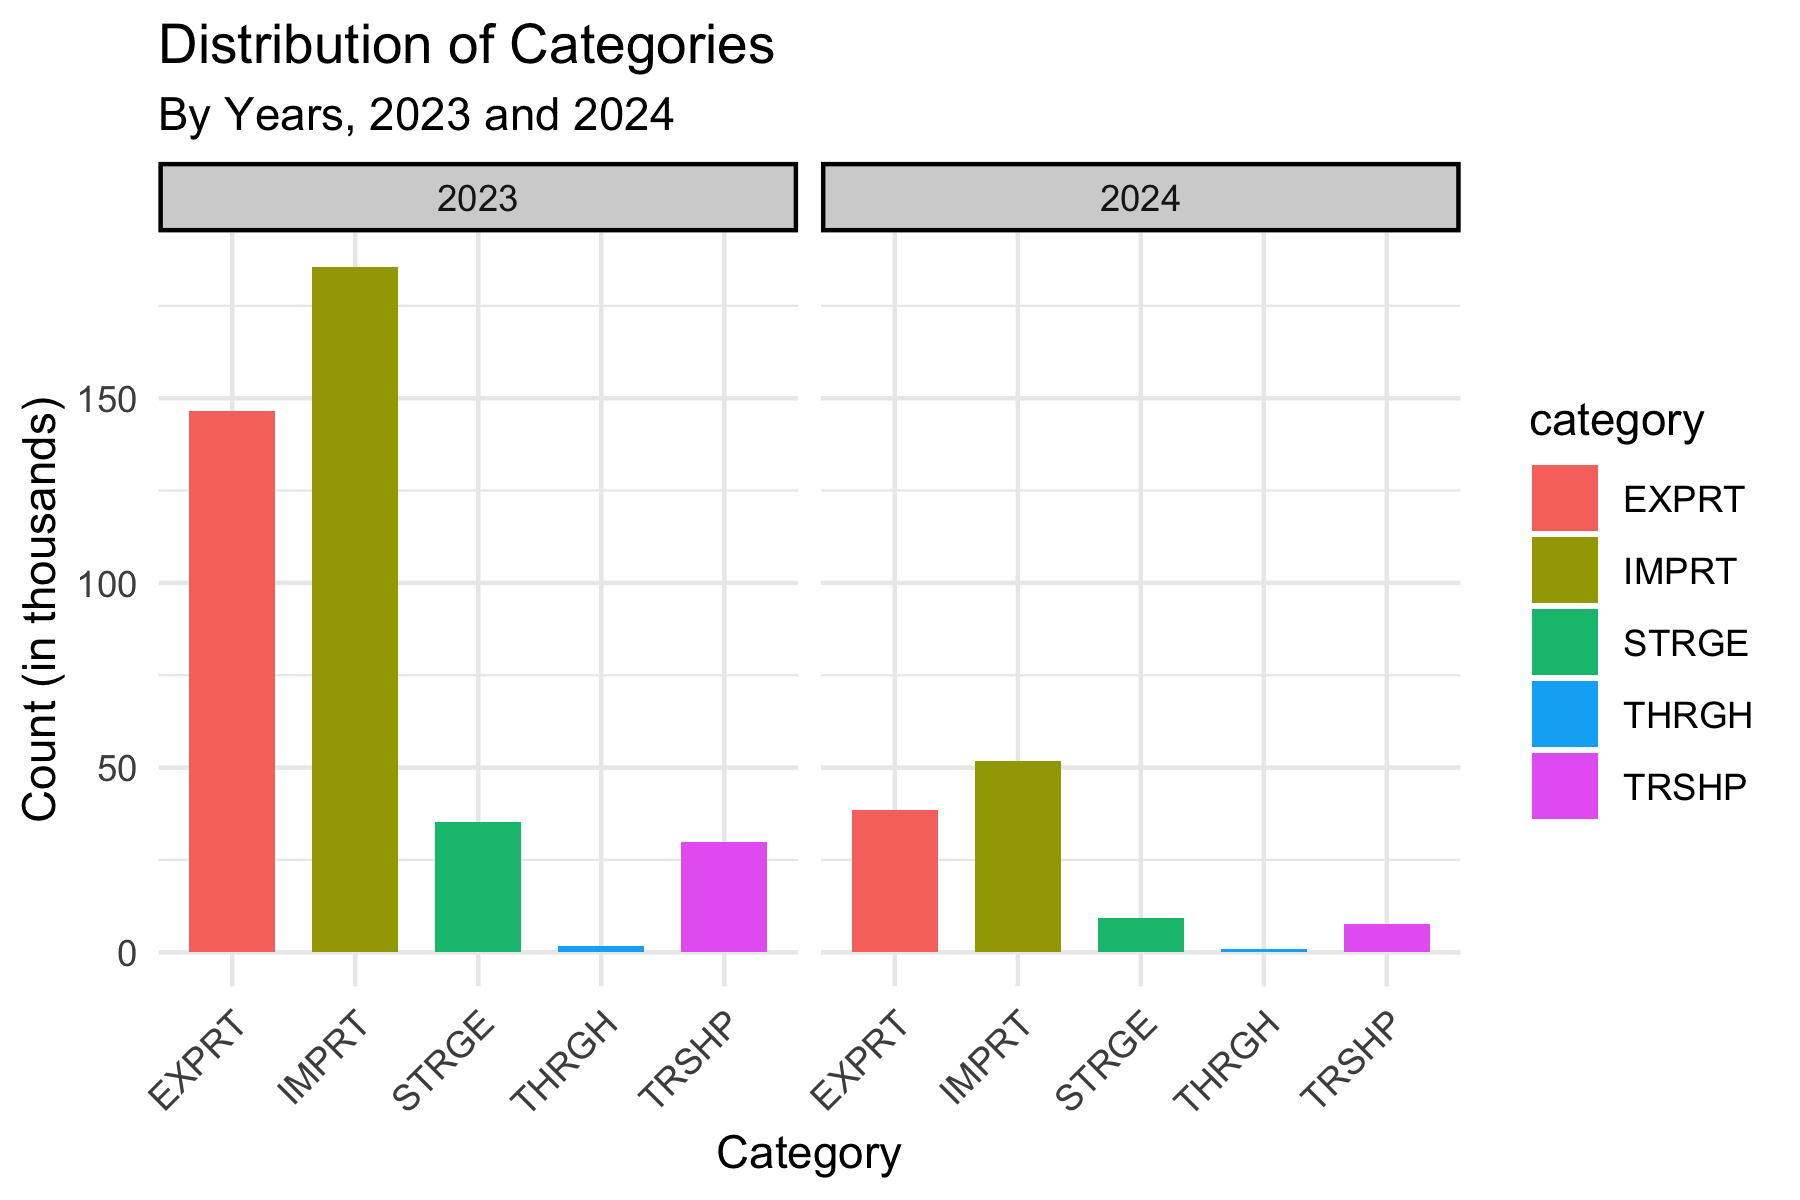 Distribution of Categories
By Years, 2023 and 2024
2023
2024
Count (in thousands)
150
100
50
0
EXPRT
IMPRT
STRGE
THRGH
TRSHP
EXPRT
IMPRT
STRGE
THRGH
TRSHP
Category
category
EXPRT
IMPRT
STRGE
THRGH
TRSHP